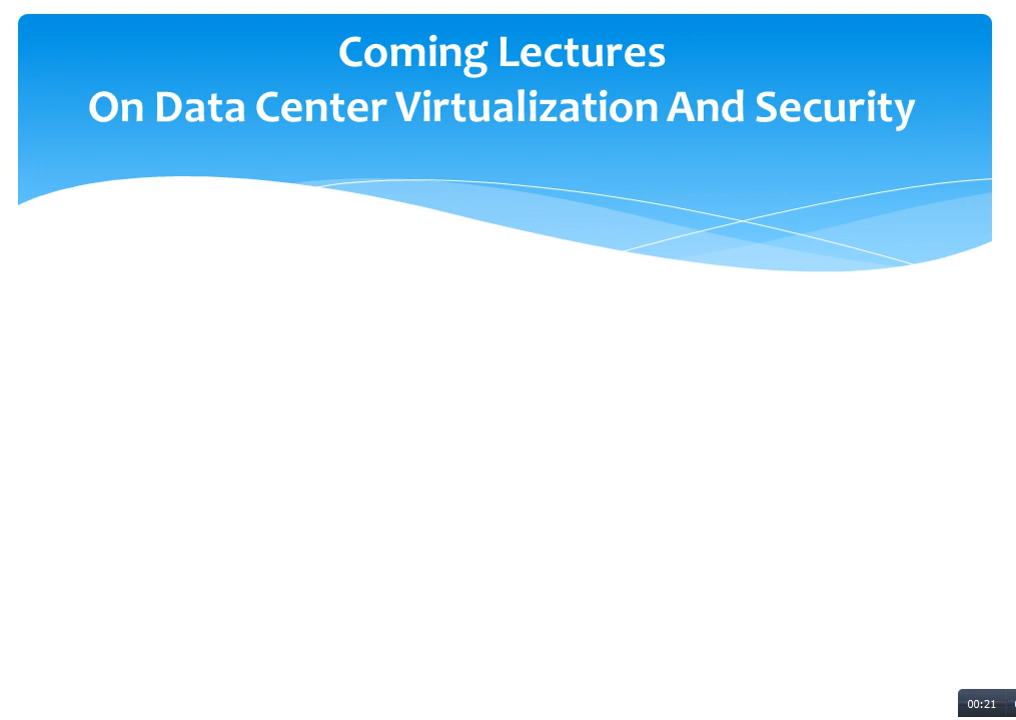 Coming Lectures
On Data Center Virtualization And Security
00:21